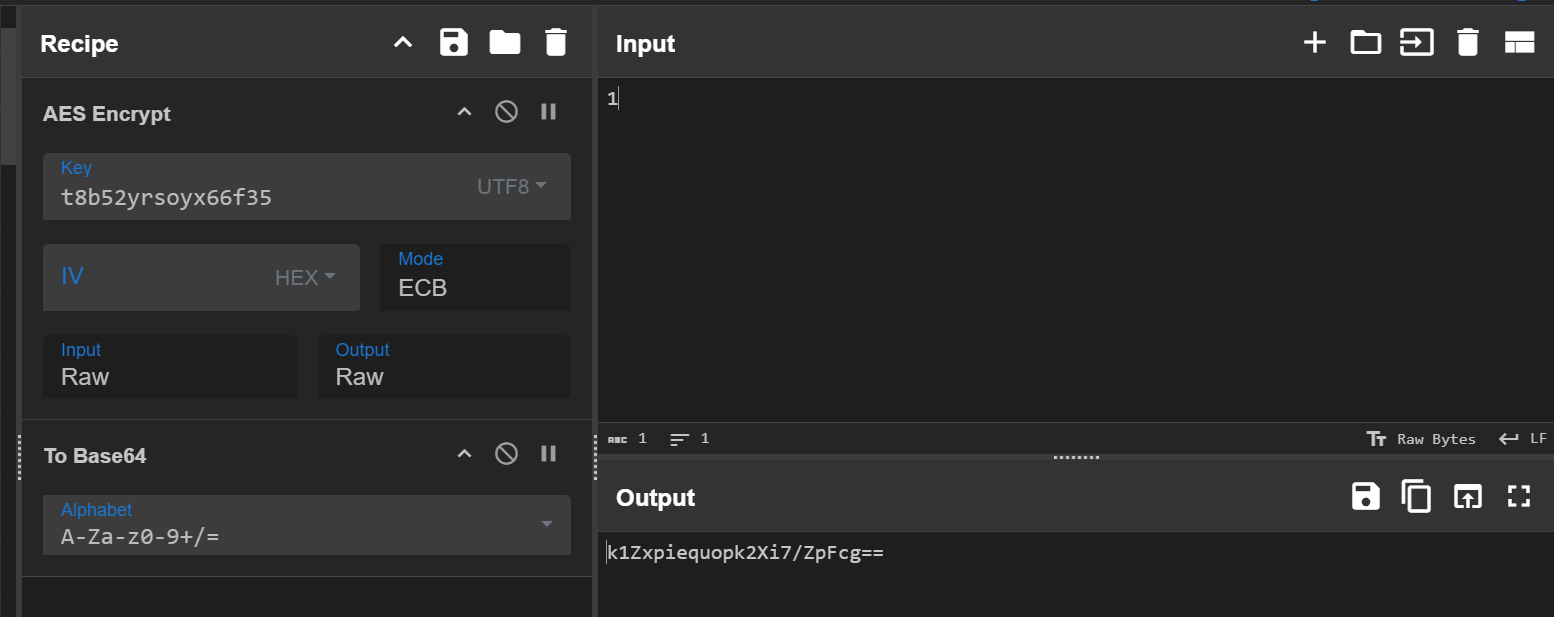 Recipe
AES Encrypt
Key
t8b52yrsoyx66f35
UTF8
IV
HEX
Mode
ECB
Input
Raw
Output
Raw
To Base64
Alphabet
A-Za-z0-9+/=
Input
1
ABC 1
1
Raw Bytes
LF
Output
k1Zxpiequopk2Xi7/ZpFcg==